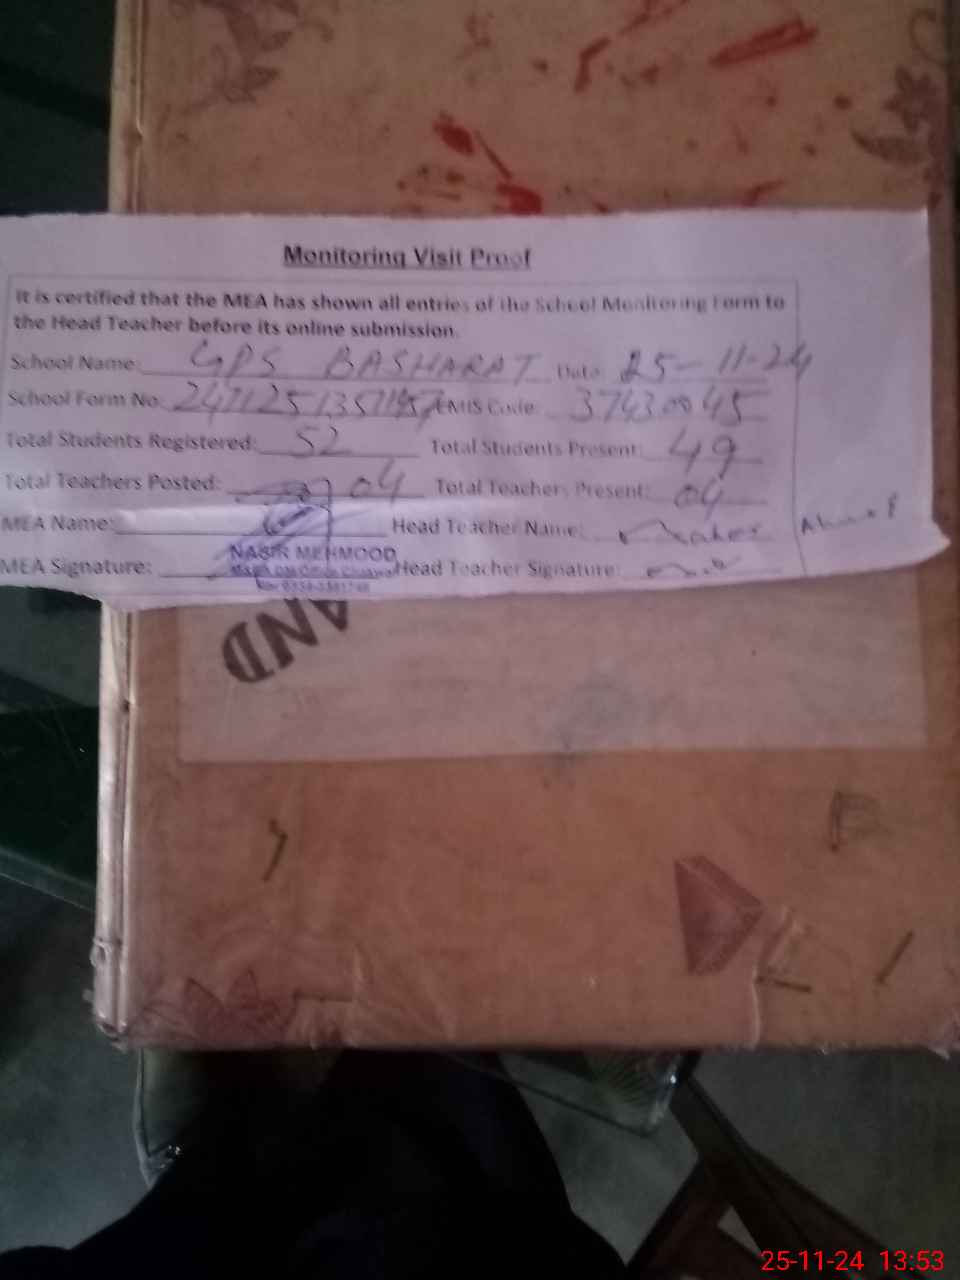 Monitoring Visit Proof
It is certified that the MEA has shown all entries of the School Monitoring Form to
the Head Teacher before its online submission.
School Name: GPS BASHARAT Date: 25-11-24
School Form No: EMIS Code: 37430045
Total Students Registered: 52 Total Students Present: 49
Total Teachers Posted: 04 Total Teachers Present: 04
MEA Name: Head Teacher Name:
NASIR MEHMOOD
MEA Signature: Head Teacher Signature:
AND
25-11-24 13:53